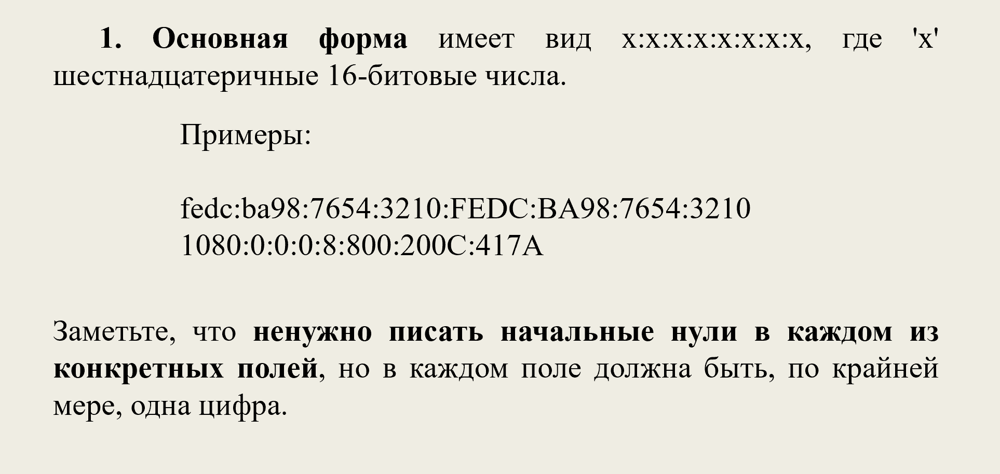 1. Основная форма имеет вид x:x:x:x:x:x:x:x, где 'x'
шестнадцатеричные 16-битовые числа.
Примеры:
fedc:ba98:7654:3210:FEDC:BA98:7654:3210
1080:0:0:0:8:800:200C:417A
Заметьте, что ненужно писать начальные нули в каждом из
конкретных полей, но в каждом поле должна быть, по крайней
мере, одна цифра.